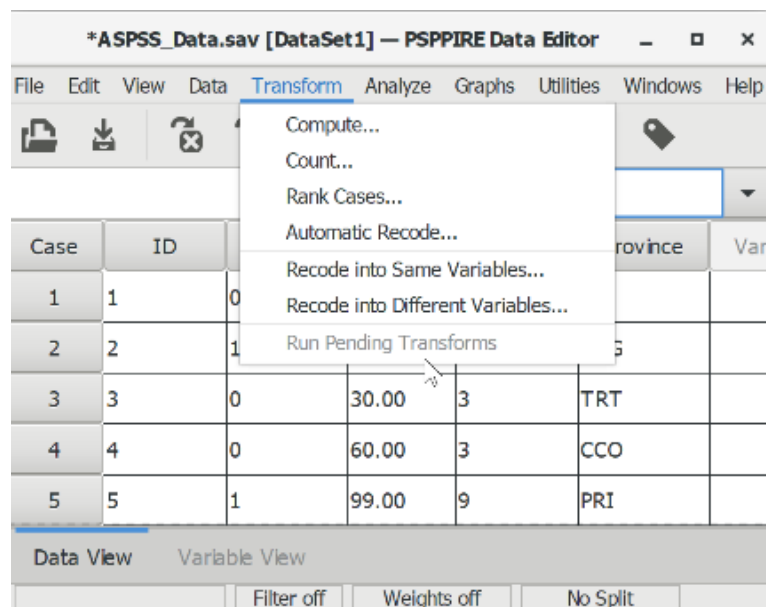 *ASPSS_Data.sav [DataSet1] — PSPPIRE Data Editor
File Edit View Data Transform Analyze Graphs Utilities Windows Help
Compute...
Count...
Rank Cases...
Automatic Recode...
Recode into Same Variables...
Recode into Different Variables...
Run Pending Transforms
Case ID rovince Var
1 1 0
2 2 1
3 3 0 30.00 3 TRT
4 4 0 60.00 3 CCO
5 5 1 99.00 9 PRI
Data View Variable View
Filter off Weights off No Split